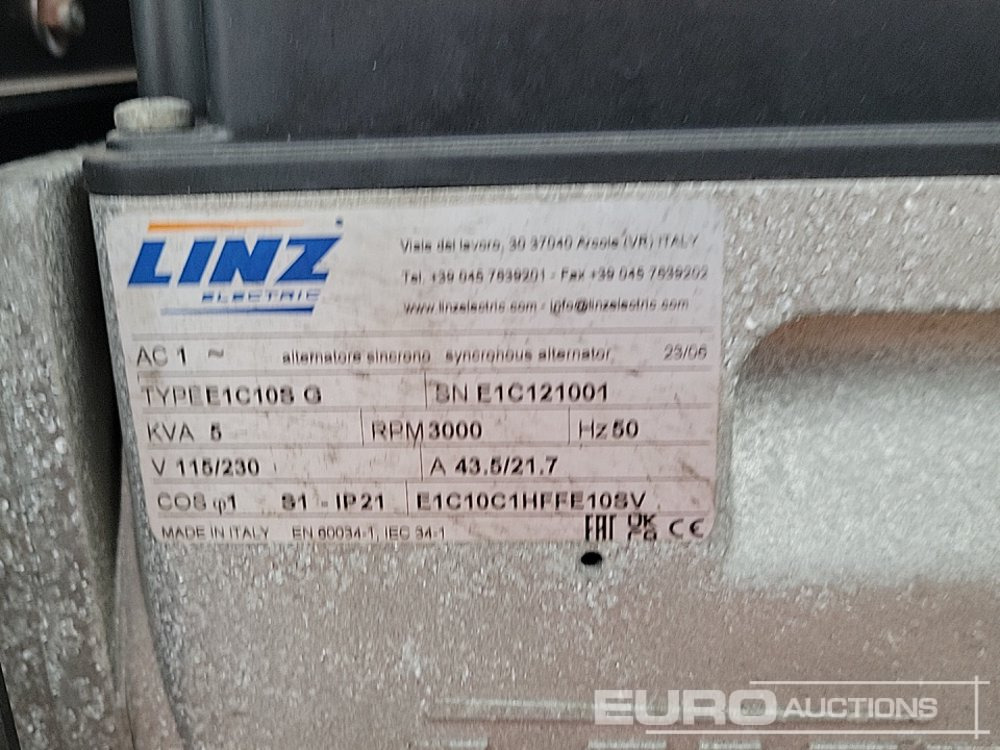 LINZ
ELECTRIC
Viale del lavoro, 30 37040 Arcole (VR) ITALY
Tel. +39 045 7639201 - Fax +39 045 7639202
www.linzelectric.com - info@linzelectric.com
AC 1 ~ alternatore sincrono syncronous alternator 23/06
TYPE E1C10S G SN E1C121001
KVA 5 RPM 3000 Hz 50
V 115/230 A 43.5/21.7
COS φ1 S1 - IP21 E1C10C1HFFE10SV
MADE IN ITALY EN 60034-1, IEC 34-1 EAC UK CA CE
EURO AUCTIONS